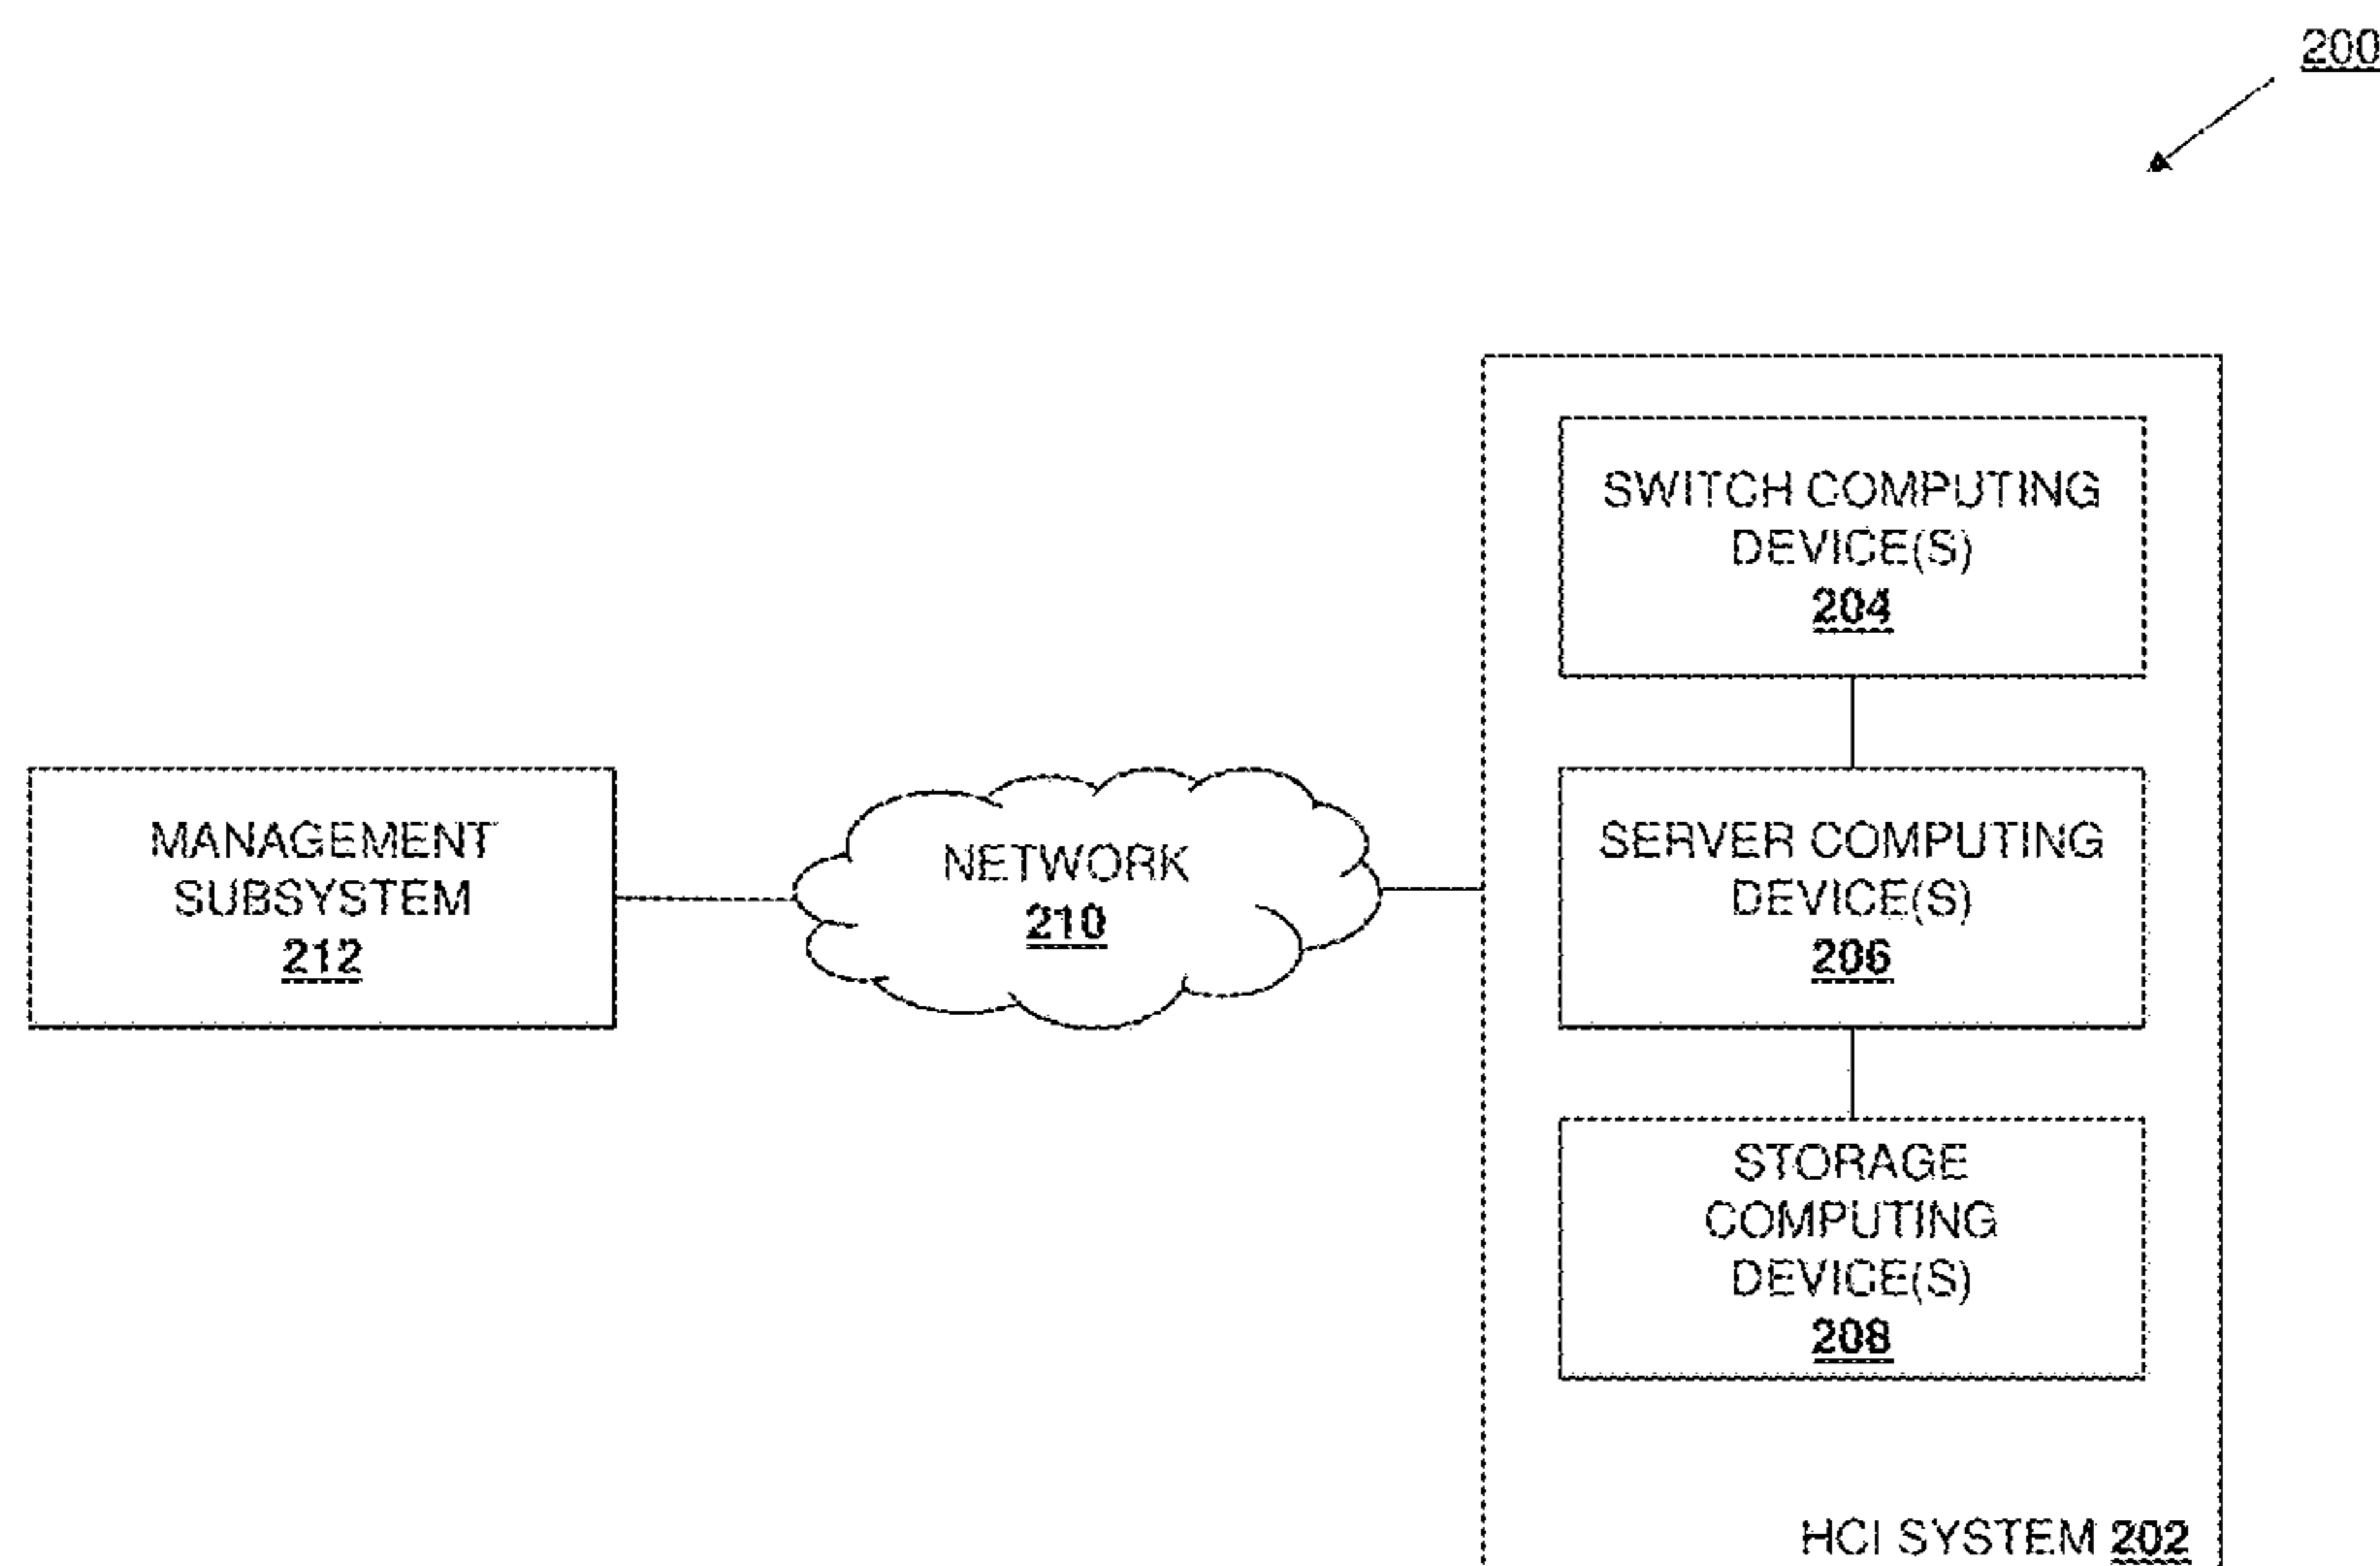 200
SWITCH COMPUTING
DEVICE(S)
204
MANAGEMENT
SUBSYSTEM
212
NETWORK
210
SERVER COMPUTING
DEVICE(S)
206
STORAGE
COMPUTING
DEVICE(S)
208
HCI SYSTEM 202